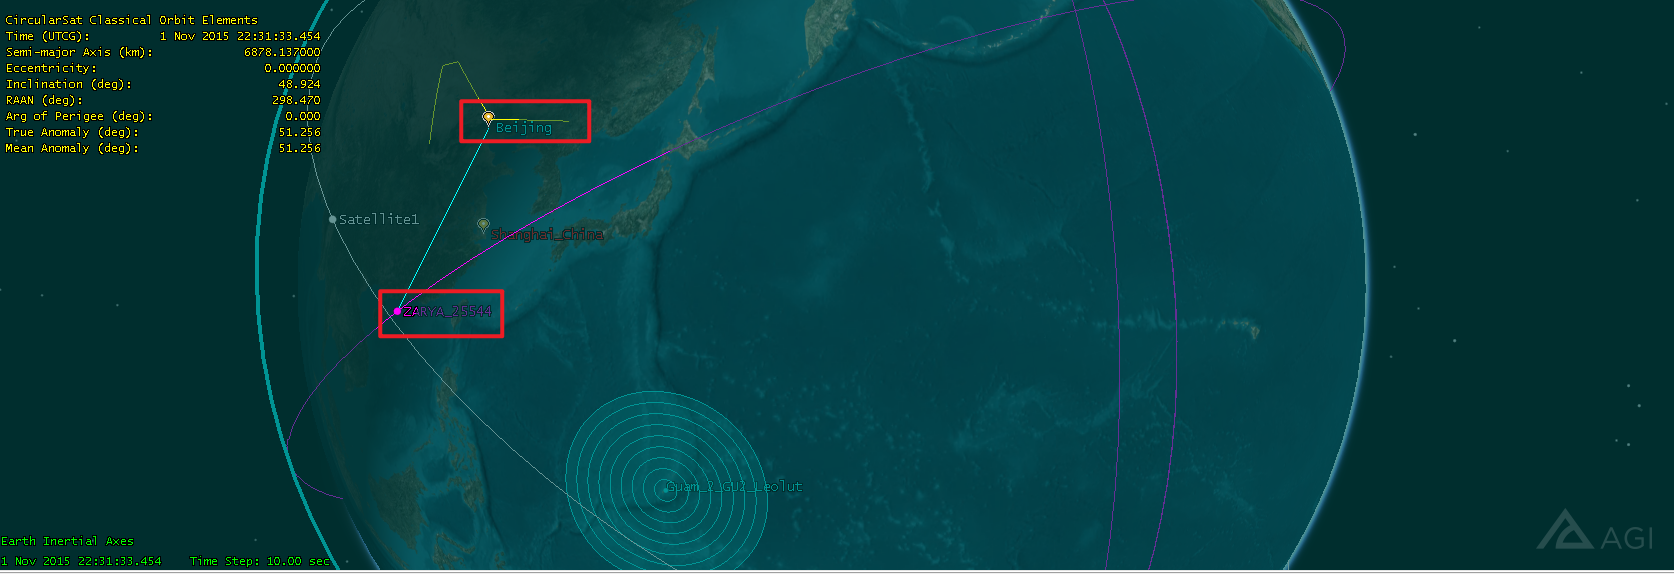 CircularSat Classical Orbit Elements
Time (UTCG): 1 Nov 2015 22:31:33.454
Semi-major Axis (km): 6878.137000
Eccentricity: 0.000000
Inclination (deg): 48.924
RAAN (deg): 298.470
Arg of Perigee (deg): 0.000
True Anomaly (deg): 51.256
Mean Anomaly (deg): 51.256
Beijing
Satellite1
Shanghai_China
ZARYA_25544
Guam_2_GU2_Leolut
AGI
Earth Inertial Axes
1 Nov 2015 22:31:33.454 Time Step: 10.00 sec